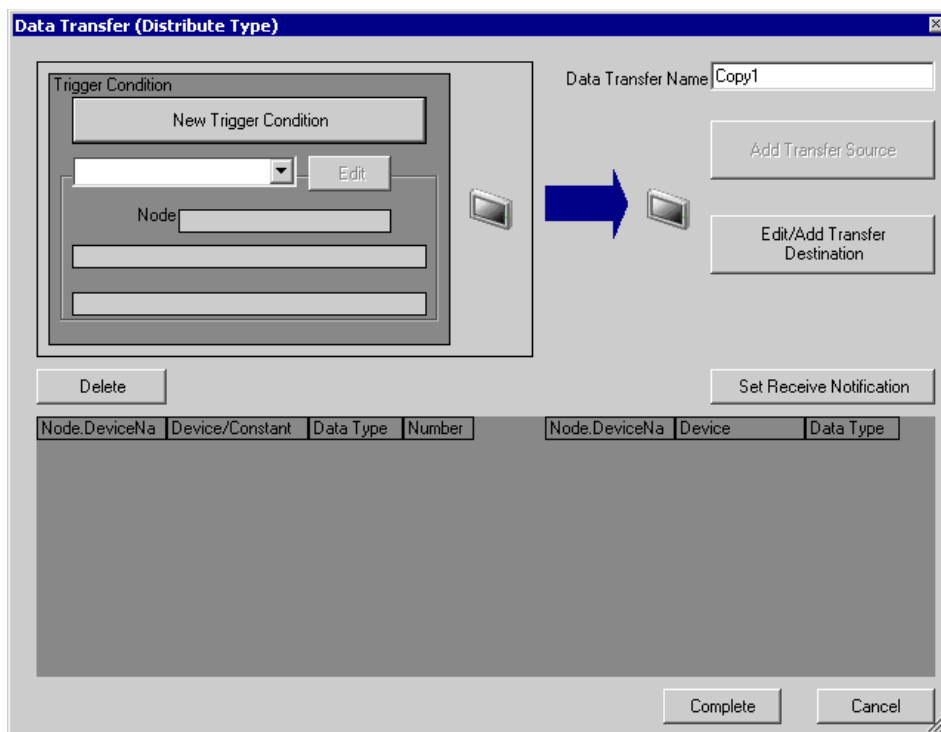 Data Transfer (Distribute Type)
Trigger Condition
New Trigger Condition
Edit
Node
Data Transfer Name Copy1
Add Transfer Source
Edit/Add Transfer
Destination
Delete
Set Receive Notification
Node.DeviceNa Device/Constant Data Type Number Node.DeviceNa Device Data Type
Complete Cancel